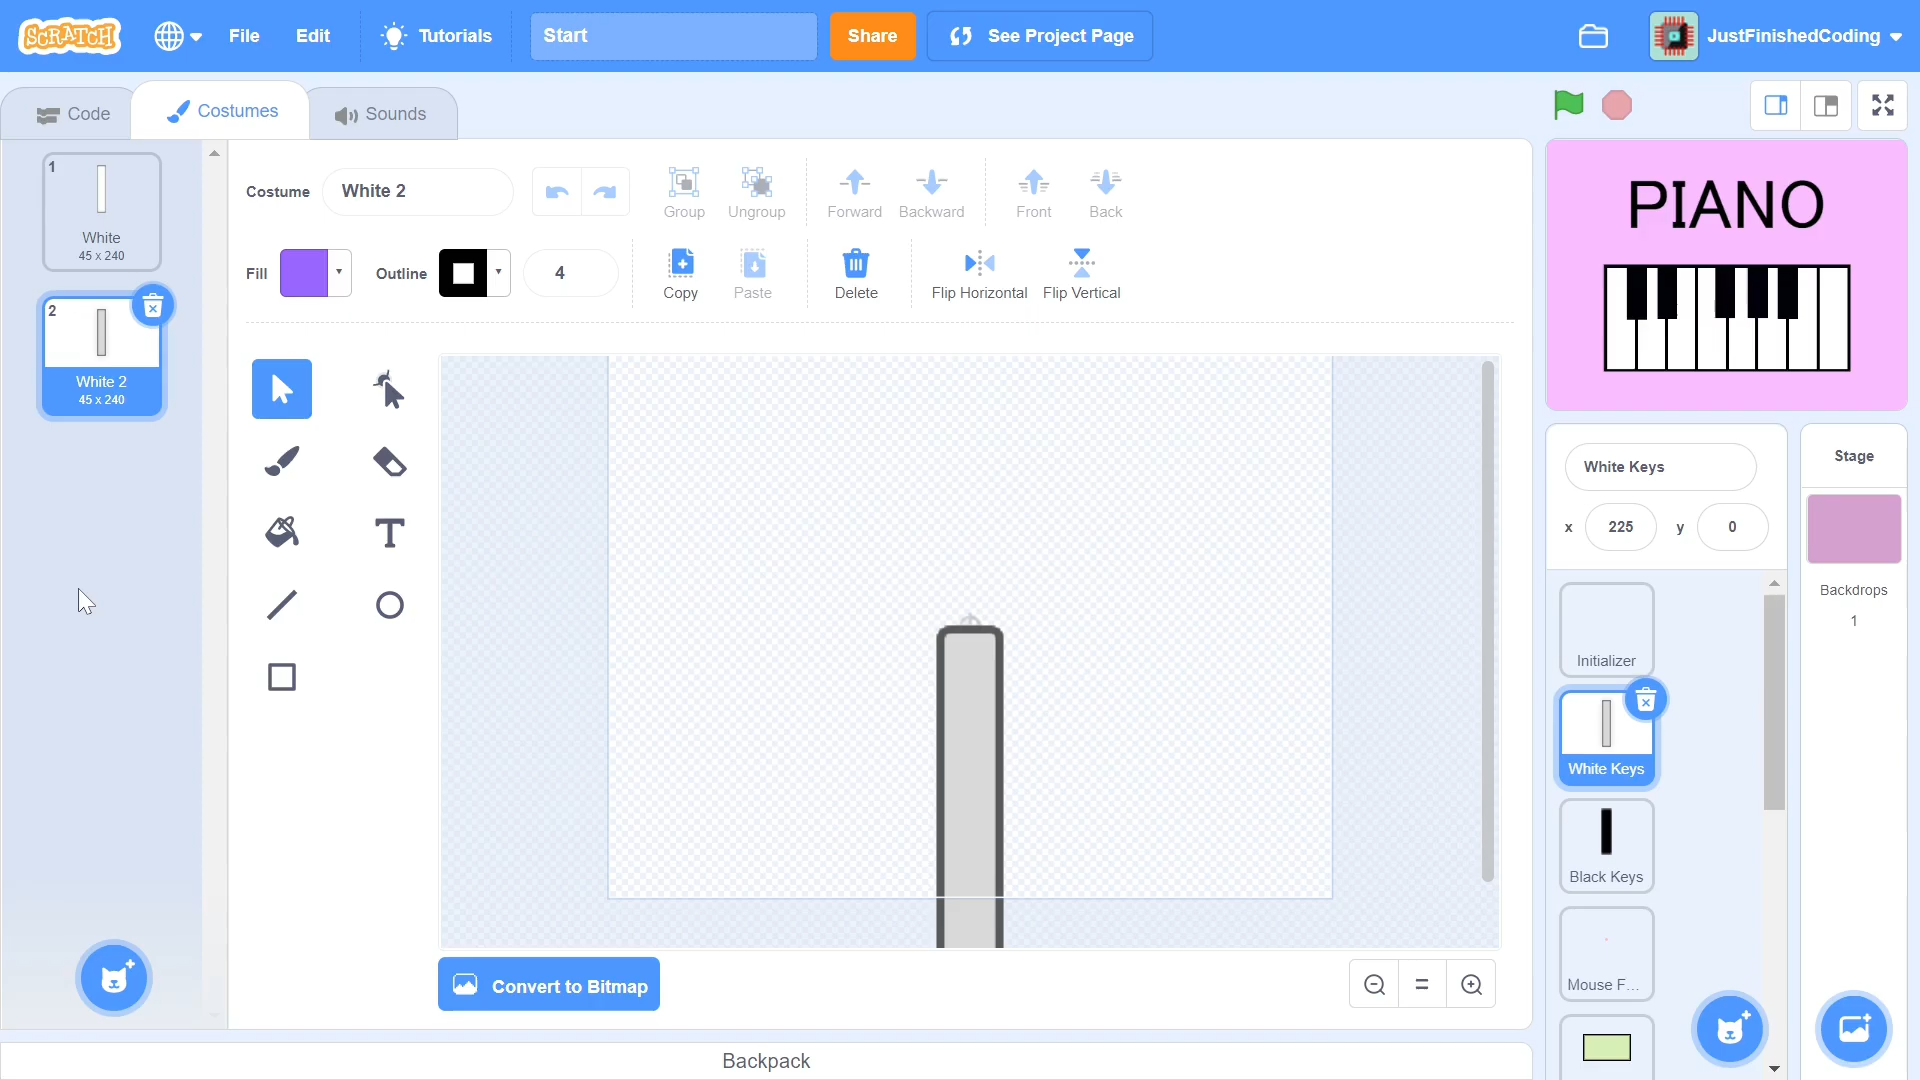 SCRATCH File Edit Tutorials Start Share See Project Page JustFinishedCoding
Code Costumes Sounds
1
White
45 x 240
2
White 2
45 x 240
Costume White 2 Group Ungroup Forward Backward Front Back
Fill Outline 4 Copy Paste Delete Flip Horizontal Flip Vertical
Convert to Bitmap
Backpack
PIANO
White Keys
x 225 y 0
Initializer
White Keys
Black Keys
Mouse F...
Stage
Backdrops
1